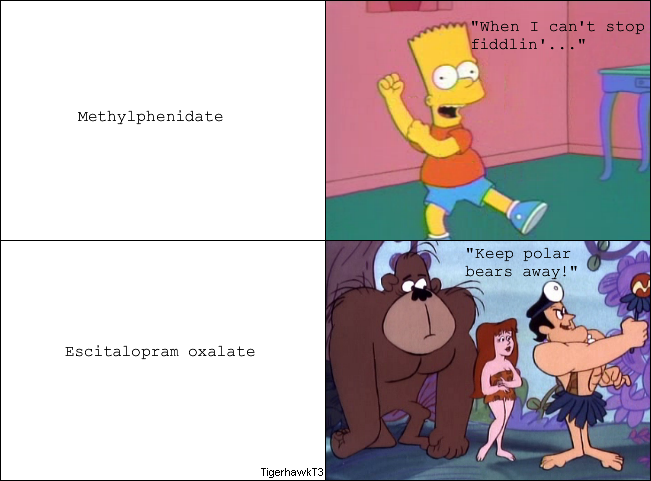 Methylphenidate
"When I can't stop
fiddlin'..."
Escitalopram oxalate
"Keep polar
bears away!"
TigerhawkT3